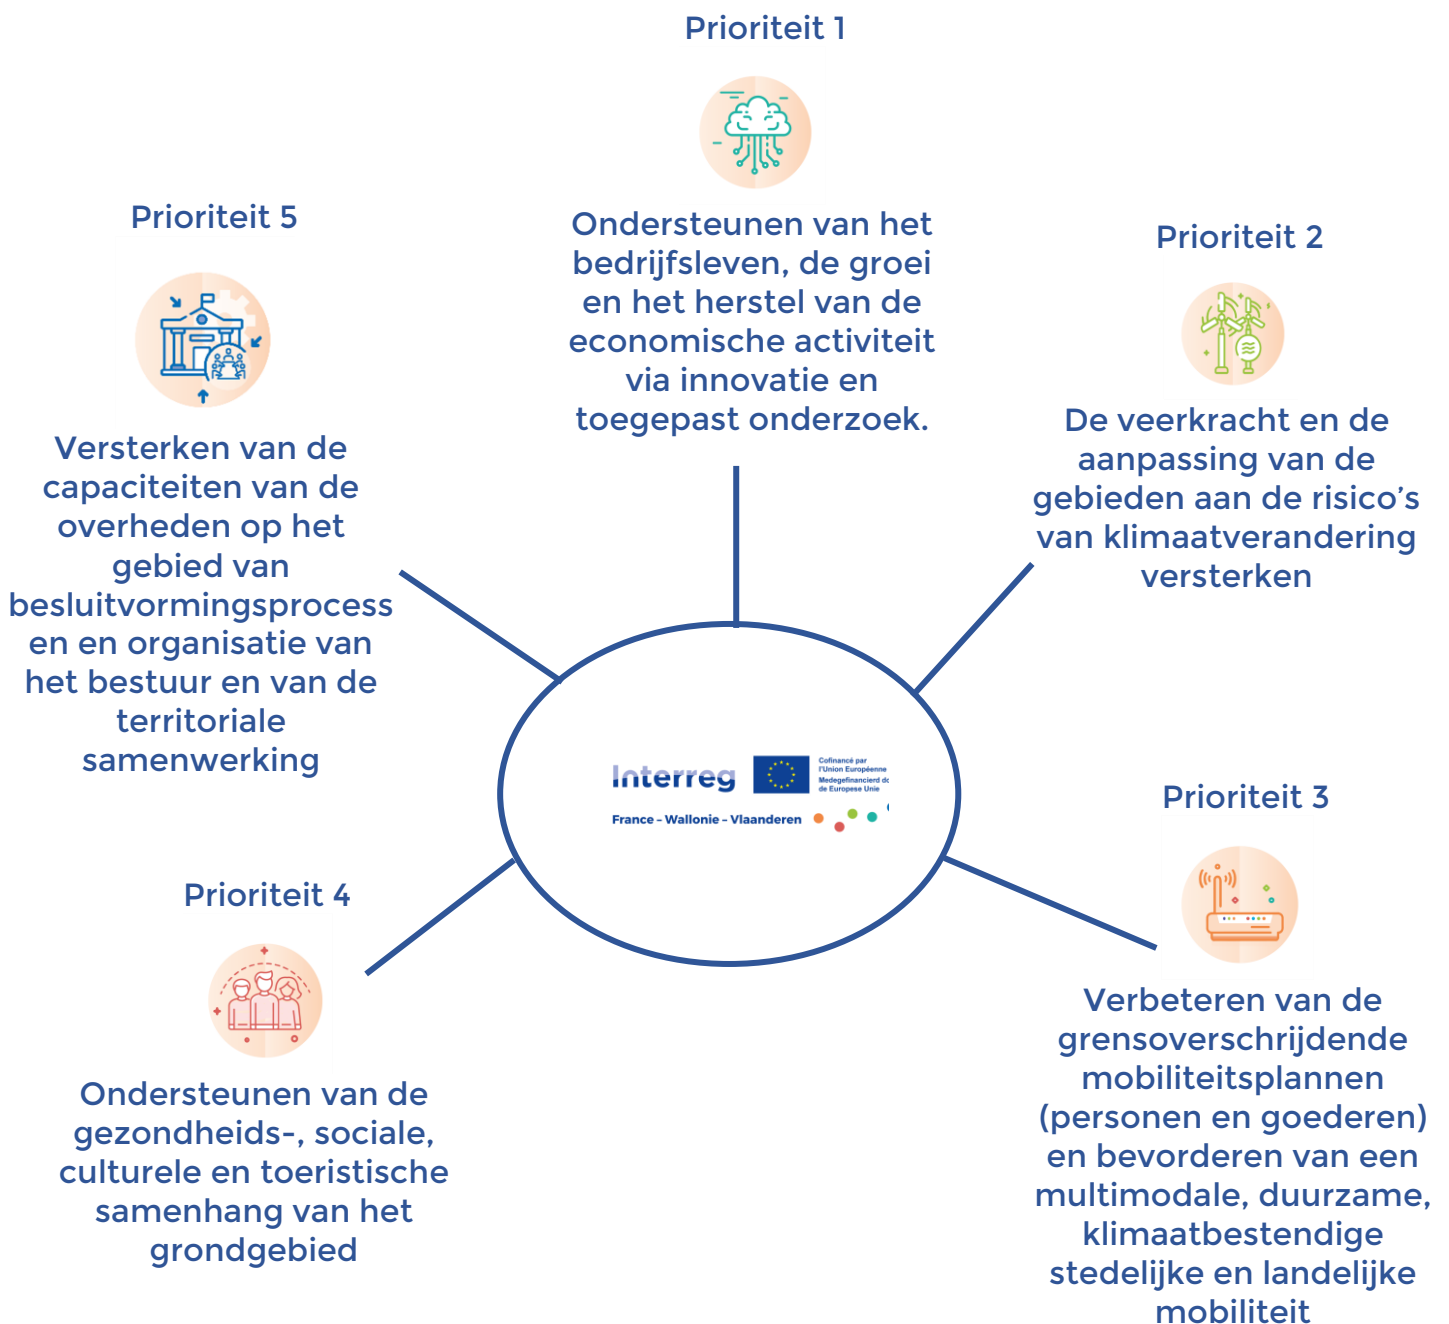 Prioriteit 1
Ondersteunen van het
bedrijfsleven, de groei
en het herstel van de
economische activiteit
via innovatie en
toegepast onderzoek.
Prioriteit 2
De veerkracht en de
aanpassing van de
gebieden aan de risico's
van klimaatverandering
versterken
Prioriteit 3
Verbeteren van de
grensoverschrijdende
mobiliteitsplannen
(personen en goederen)
en bevorderen van een
multimodale, duurzame,
klimaatbestendige
stedelijke en landelijke
mobiliteit
Prioriteit 4
Ondersteunen van de
gezondheids-, sociale,
culturele en toeristische
samenhang van het
grondgebied
Prioriteit 5
Versterken van de
capaciteiten van de
overheden op het
gebied van
besluitvormingsprocess
en en organisatie van
het bestuur en van de
territoriale
samenwerking
Interreg
Cofinancé par
l'Union Européenne
Medegefinancierd
de Europese Unie
France – Wallonie – Vlaanderen